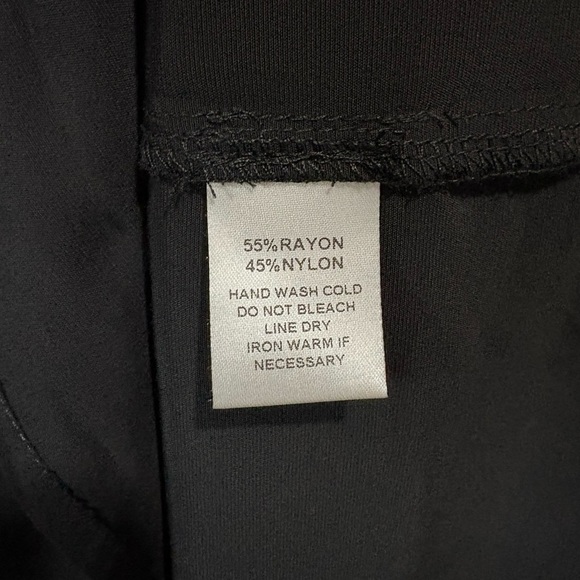 55%RAYON
45%NYLON
HAND WASH COLD
DO NOT BLEACH
LINE DRY
IRON WARM IF
NECESSARY